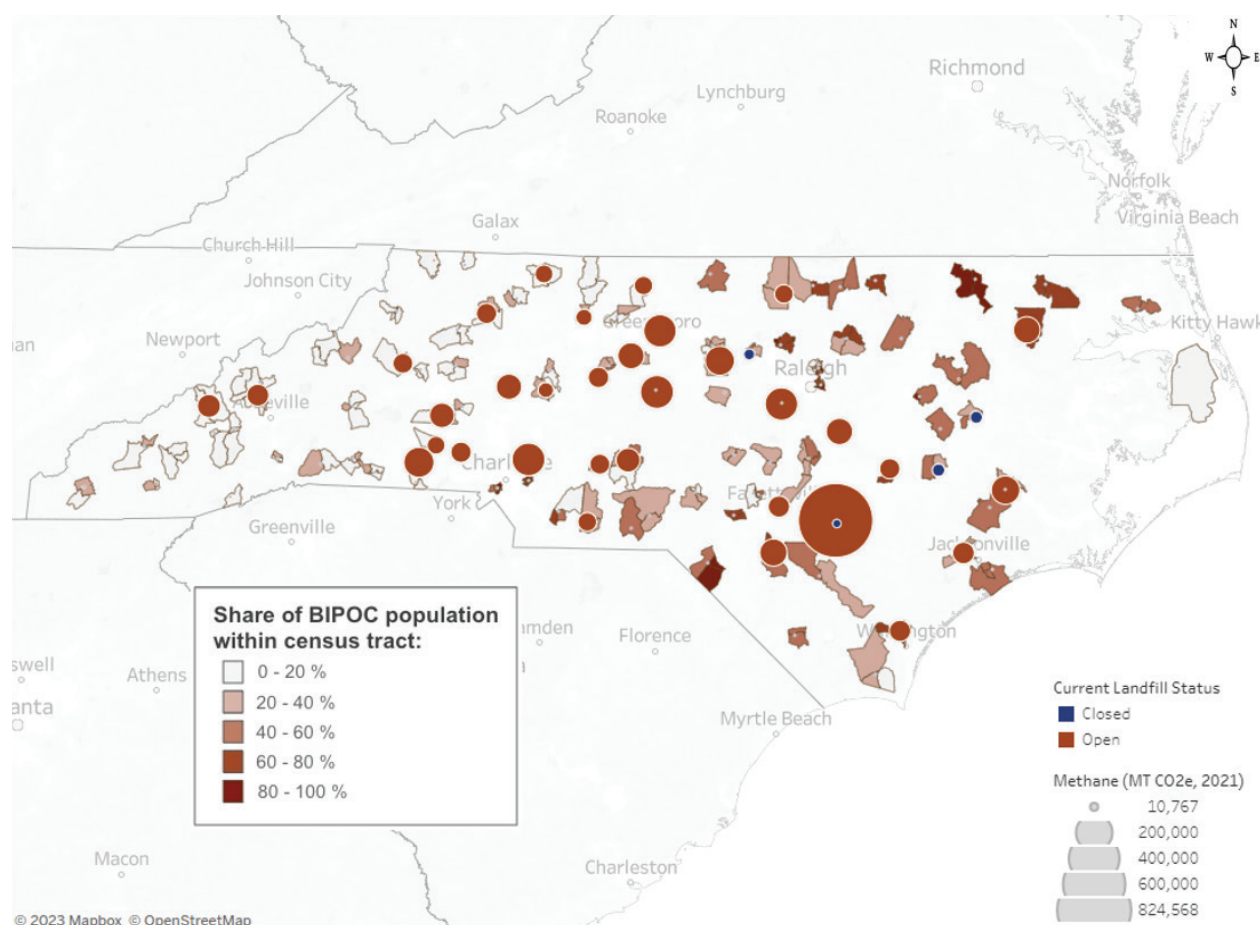 N
W E
S
Richmond
Lynchburg
Roanoke
Norfolk
Virginia Beach
Galax
Church Hill
Johnson City
Newport
Kitty Hawk
Raleigh
York
Greenville
Jacksonville
Share of BIPOC population
within census tract:
0 - 20 %
20 - 40 %
40 - 60 %
60 - 80 %
80 - 100 %
Florence
Athens
Myrtle Beach
Macon
Charleston
Current Landfill Status
Closed
Open
Methane (MT CO2e, 2021)
10,767
200,000
400,000
600,000
824,568
© 2023 Mapbox © OpenStreetMap